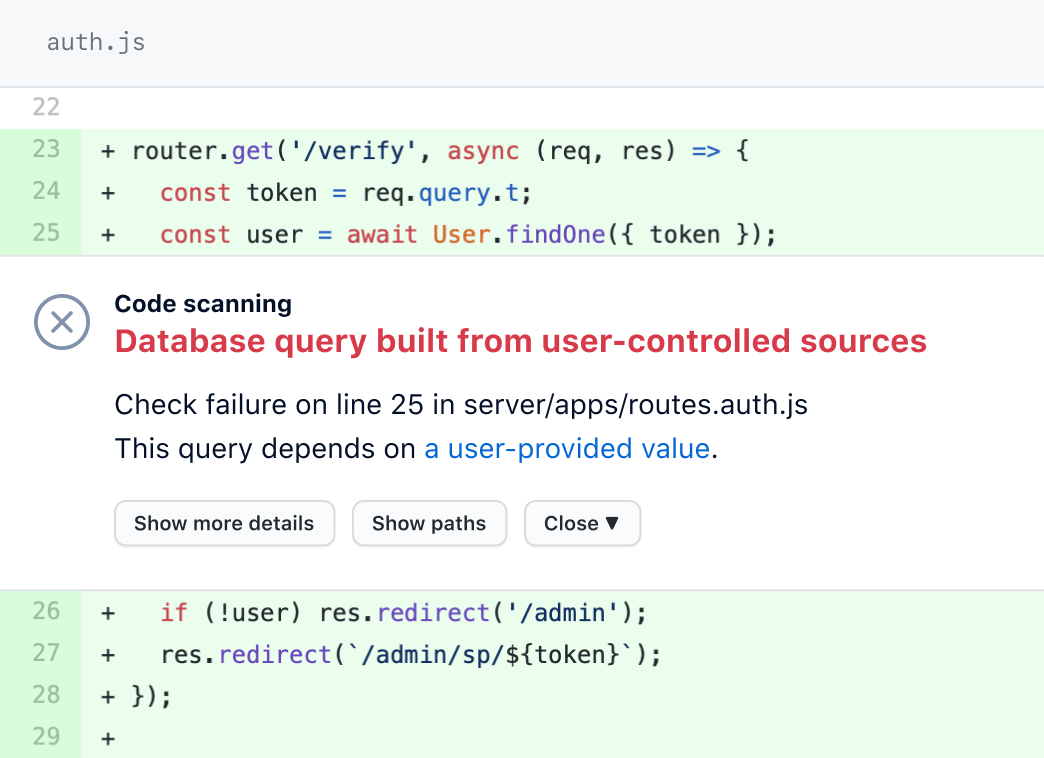 auth.js
22
23 + router.get('/verify', async (req, res) => {
24 +   const token = req.query.t;
25 +   const user = await User.findOne({ token });
Code scanning
Database query built from user-controlled sources
Check failure on line 25 in server/apps/routes.auth.js
This query depends on a user-provided value.
Show more details Show paths Close ▼
26 +   if (!user) res.redirect('/admin');
27 +   res.redirect(`/admin/sp/${token}`);
28 + });
29 +